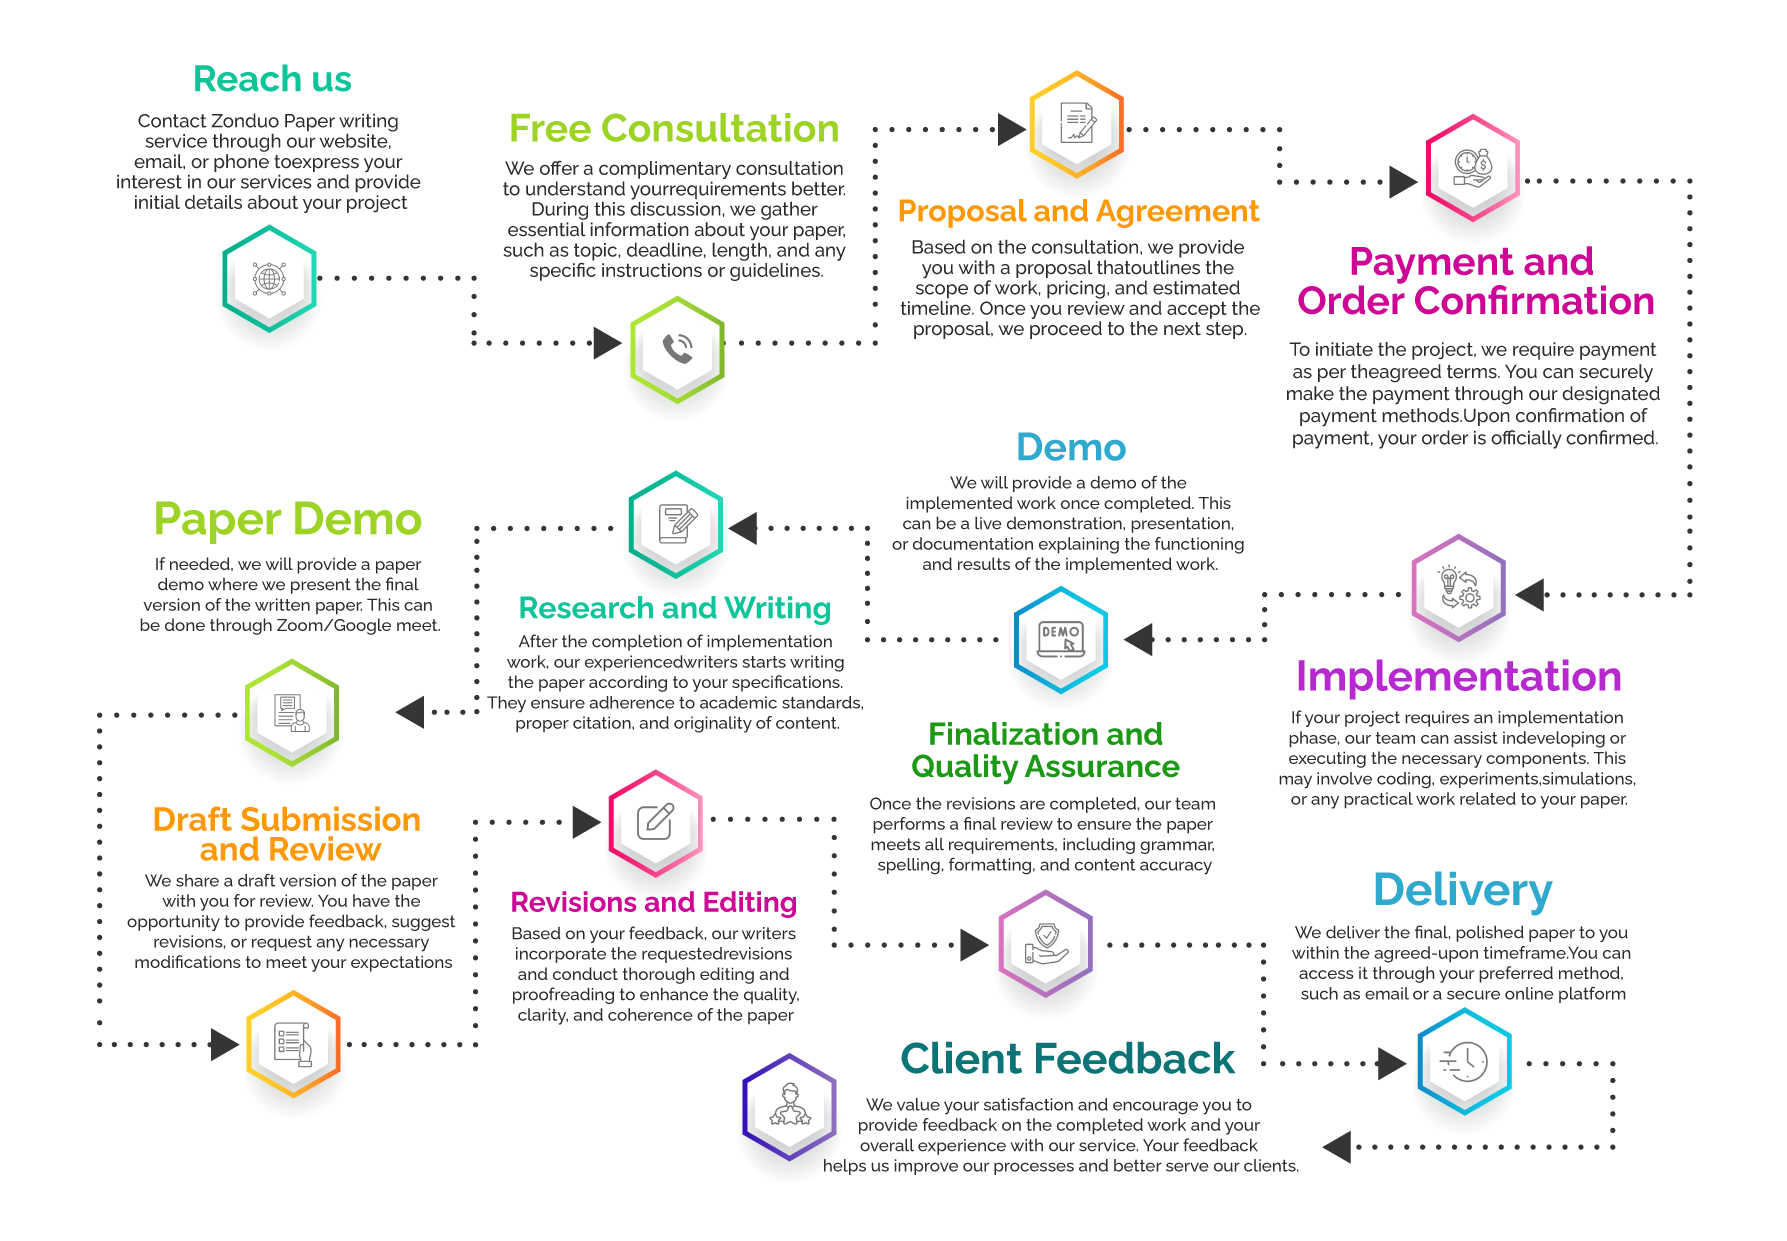 Reach us
Contact Zonduo Paper writing
service through our website,
email, or phone toexpress your
interest in our services and provide
initial details about your project
Free Consultation
We offer a complimentary consultation
to understand yourrequirements better.
During this discussion, we gather
essential information about your paper,
such as topic, deadline, length, and any
specific instructions or guidelines.
Proposal and Agreement
Based on the consultation, we provide
you with a proposal thatoutlines the
scope of work, pricing, and estimated
timeline. Once you review and accept the
proposal, we proceed to the next step.
Payment and
Order Confirmation
To initiate the project, we require payment
as per theagreed terms. You can securely
make the payment through our designated
payment methods.Upon confirmation of
payment, your order is officially confirmed.
Implementation
If your project requires an implementation
phase, our team can assist indeveloping or
executing the necessary components. This
may involve coding, experiments,simulations,
or any practical work related to your paper.
Demo
We will provide a demo of the
implemented work once completed. This
can be a live demonstration, presentation,
or documentation explaining the functioning
and results of the implemented work.
DEMO
Research and Writing
After the completion of implementation
work, our experiencedwriters starts writing
the paper according to your specifications.
They ensure adherence to academic standards,
proper citation, and originality of content.
Paper Demo
If needed, we will provide a paper
demo where we present the final
version of the written paper. This can
be done through Zoom/Google meet.
Draft Submission
and Review
We share a draft version of the paper
with you for review. You have the
opportunity to provide feedback, suggest
revisions, or request any necessary
modifications to meet your expectations
Revisions and Editing
Based on your feedback, our writers
incorporate the requestedrevisions
and conduct thorough editing and
proofreading to enhance the quality,
clarity, and coherence of the paper
Finalization and
Quality Assurance
Once the revisions are completed, our team
performs a final review to ensure the paper
meets all requirements, including grammar,
spelling, formatting, and content accuracy
Delivery
We deliver the final, polished paper to you
within the agreed-upon timeframe.You can
access it through your preferred method,
such as email or a secure online platform
Client Feedback
We value your satisfaction and encourage you to
provide feedback on the completed work and your
overall experience with our service. Your feedback
helps us improve our processes and better serve our clients.